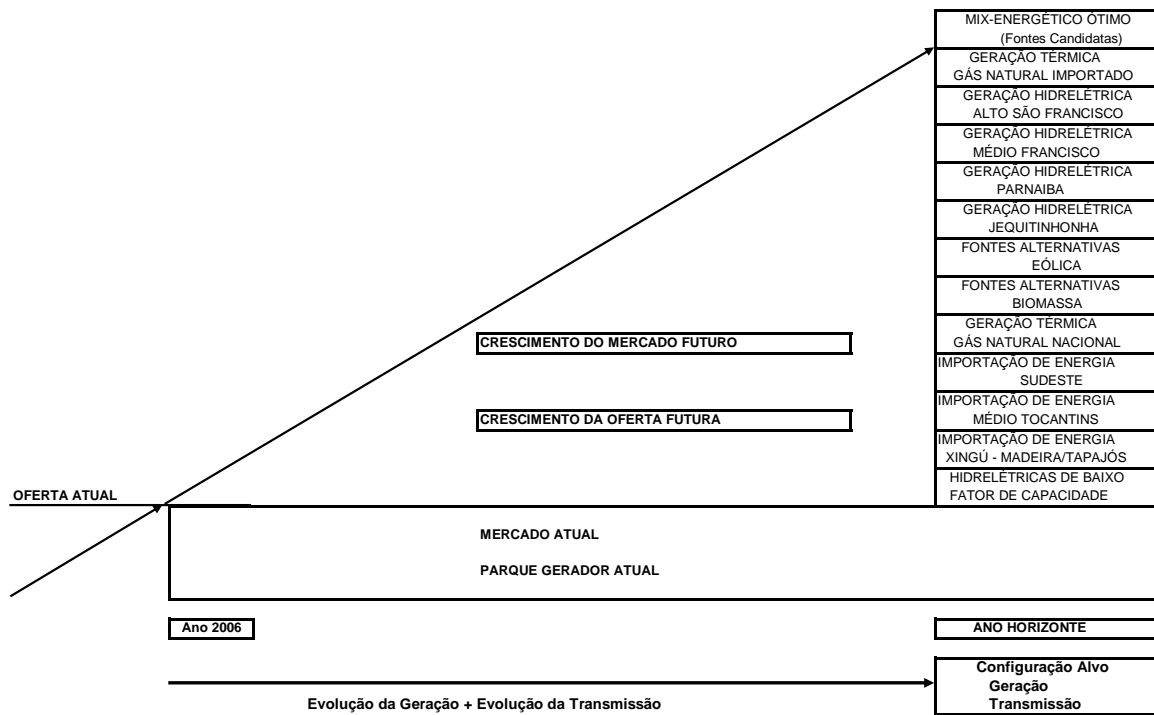 MIX-ENERGÉTICO ÓTIMO
(Fontes Candidatas)
GERAÇÃO TÉRMICA
GÁS NATURAL IMPORTADO
GERAÇÃO HIDRELÉTRICA
ALTO SÃO FRANCISCO
GERAÇÃO HIDRELÉTRICA
MÉDIO FRANCISCO
GERAÇÃO HIDRELÉTRICA
PARNAIBA
GERAÇÃO HIDRELÉTRICA
JEQUITINHONHA
FONTES ALTERNATIVAS
EÓLICA
FONTES ALTERNATIVAS
BIOMASSA
GERAÇÃO TÉRMICA
GÁS NATURAL NACIONAL
CRESCIMENTO DO MERCADO FUTURO
IMPORTAÇÃO DE ENERGIA
SUDESTE
IMPORTAÇÃO DE ENERGIA
MÉDIO TOCANTINS
CRESCIMENTO DA OFERTA FUTURA
IMPORTAÇÃO DE ENERGIA
XINGÚ - MADEIRA/TAPAJÓS
HIDRELÉTRICAS DE BAIXO
FATOR DE CAPACIDADE
OFERTA ATUAL
MERCADO ATUAL
PARQUE GERADOR ATUAL
Ano 2006
ANO HORIZONTE
Configuração Alvo
Geração
Transmissão
Evolução da Geração + Evolução da Transmissão